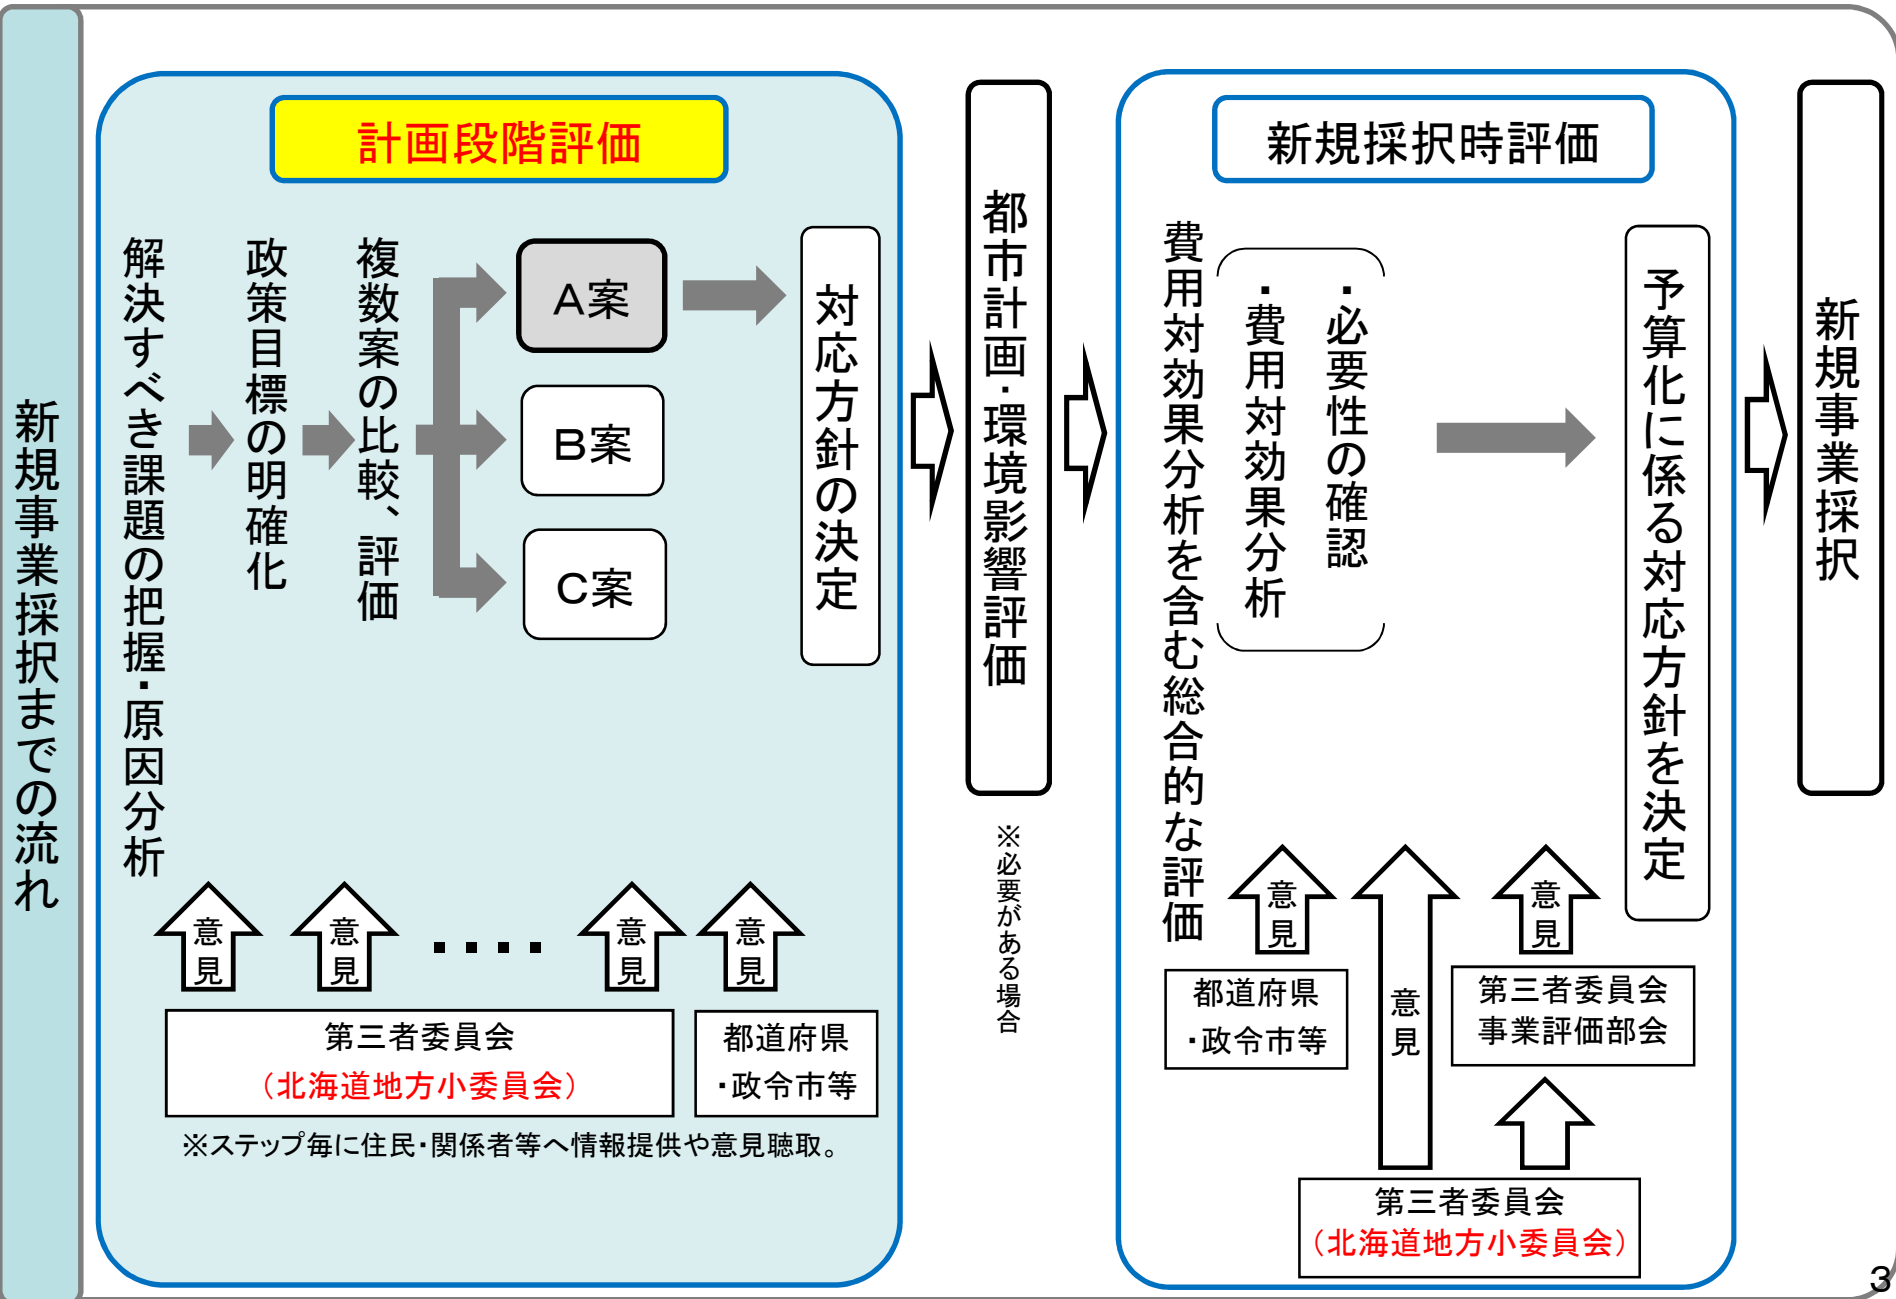 新規事業採択までの流れ
計画段階評価
解決すべき課題の把握・原因分析
政策目標の明確化
複数案の比較、評価
A案
B案
C案
対応方針の決定
意見
意見
・・・・
意見
意見
第三者委員会
（北海道地方小委員会）
都道府県
・政令市等
※ステップ毎に住民・関係者等へ情報提供や意見聴取。
都市計画・環境影響評価
※必要がある場合
新規採択時評価
費用対効果分析を含む総合的な評価
・費用対効果分析
・必要性の確認
予算化に係る対応方針を決定
意見
意見
意見
都道府県
・政令市等
第三者委員会
事業評価部会
第三者委員会
（北海道地方小委員会）
新規事業採択
3